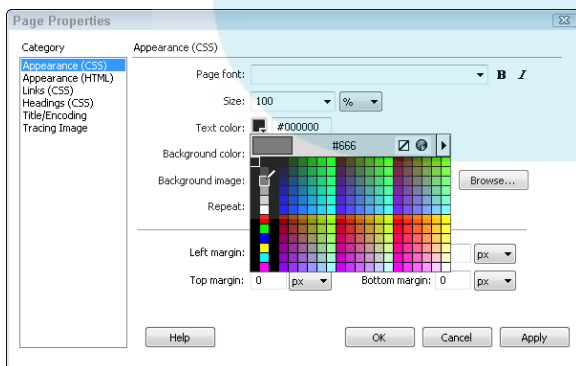 Page Properties
Category
Appearance (CSS)
Appearance (CSS)
Appearance (HTML)
Links (CSS)
Headings (CSS)
Title/Encoding
Tracing Image
Page font:
B I
Size: 100 %
Text color: #000000
#666
Background color:
Background image: Browse...
Repeat:
Left margin: px
Top margin: 0 px Bottom margin: 0 px
Help OK Cancel Apply